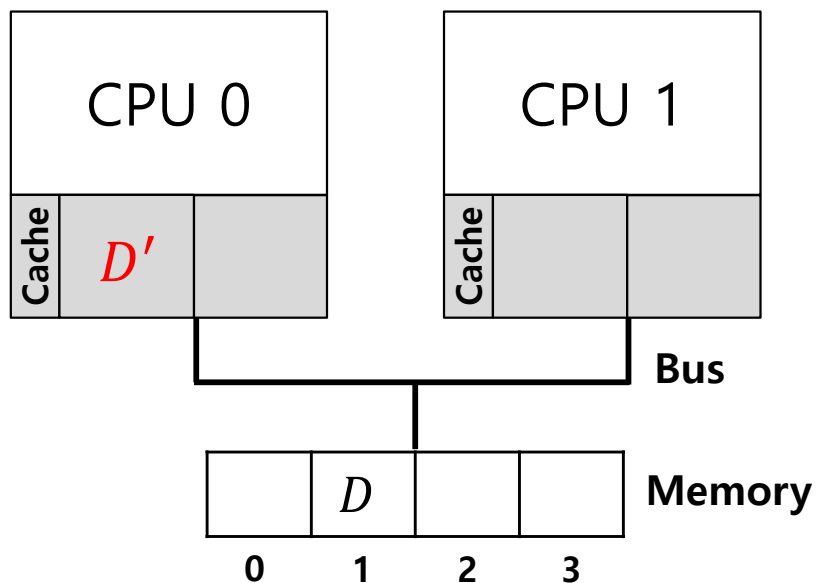 CPU 0
CPU 1
Cache
D′
Cache
Bus
D
Memory
0 1 2 3